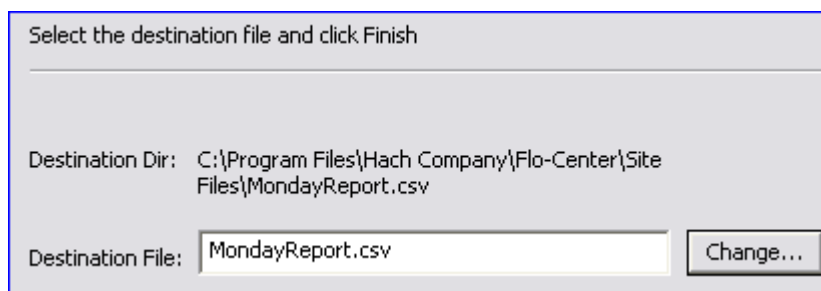 Select the destination file and click Finish
Destination Dir: C:\Program Files\Hach Company\Flo-Center\Site
Files\MondayReport.csv
Destination File: MondayReport.csv Change...